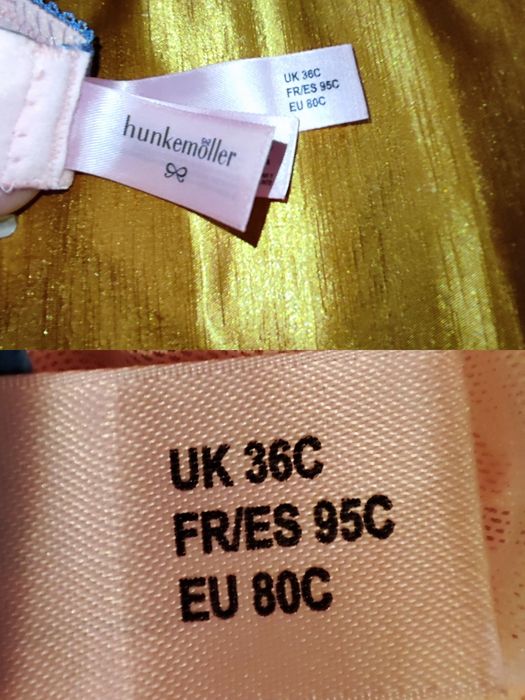 UK 36C
FR/ES 95C
EU 80C
hunkemöller
UK 36C
FR/ES 95C
EU 80C